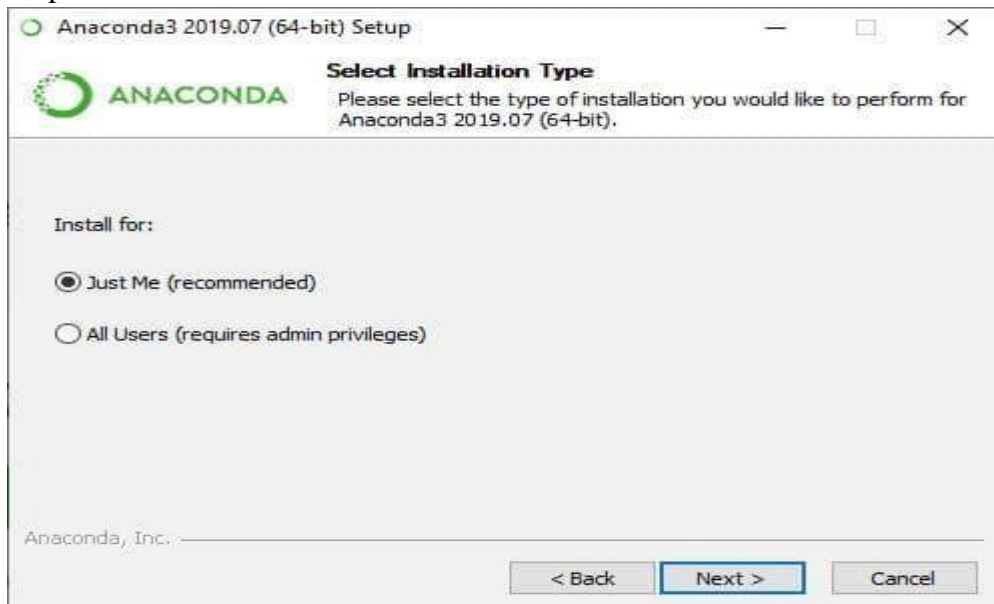 Anaconda3 2019.07 (64-bit) Setup
ANACONDA
Select Installation Type
Please select the type of installation you would like to perform for
Anaconda3 2019.07 (64-bit).
Install for:
Just Me (recommended)
All Users (requires admin privileges)
Anaconda, Inc.
< Back
Next >
Cancel